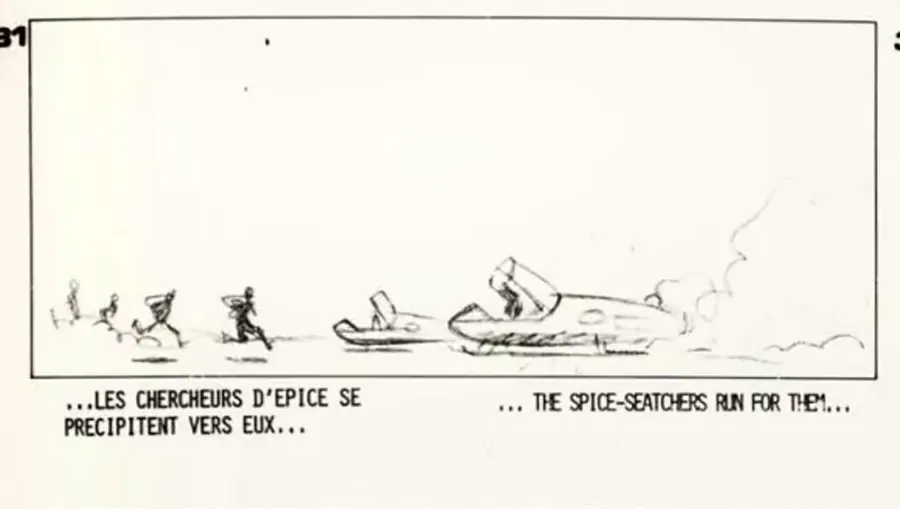 31
...LES CHERCHEURS D'EPICE SE
PRECIPITENT VERS EUX...
... THE SPICE-SEATCHERS RUN FOR THEM...